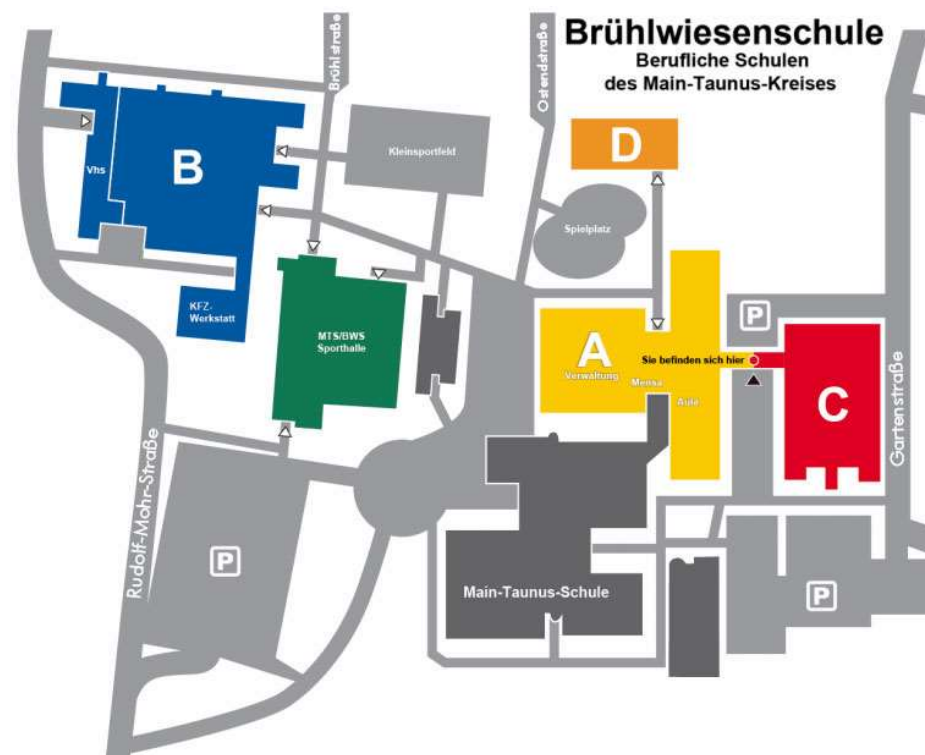 Brühlwiesenschule
Berufliche Schulen
des Main-Taunus-Kreises
Brühlstraße
Ostendstraße
D
Kleinsportfeld
B
Vhs
Spielplatz
KFZ-
Werkstatt
MTS/BWS
Sporthalle
P
A
Verwaltung
Sie befinden sich hier
Mensa
Aula
C
Gartenstraße
Rudolf-Mohr-Straße
P
Main-Taunus-Schule
P